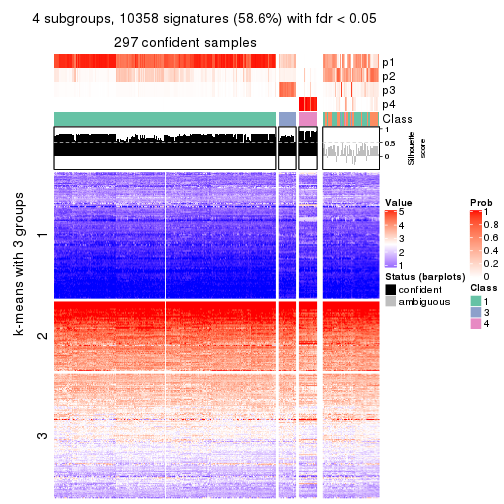 4 subgroups, 10358 signatures (58.6%) with fdr < 0.05
297 confident samples
p1
p2
p3
p4
Class
1
0.5
0
Silhouette
score
k-means with 3 groups
1
2
3
Value
5
4
3
2
1
Status (barplots)
confident
ambiguous
Prob
1
0.8
0.6
0.4
0.2
0
Class
1
3
4